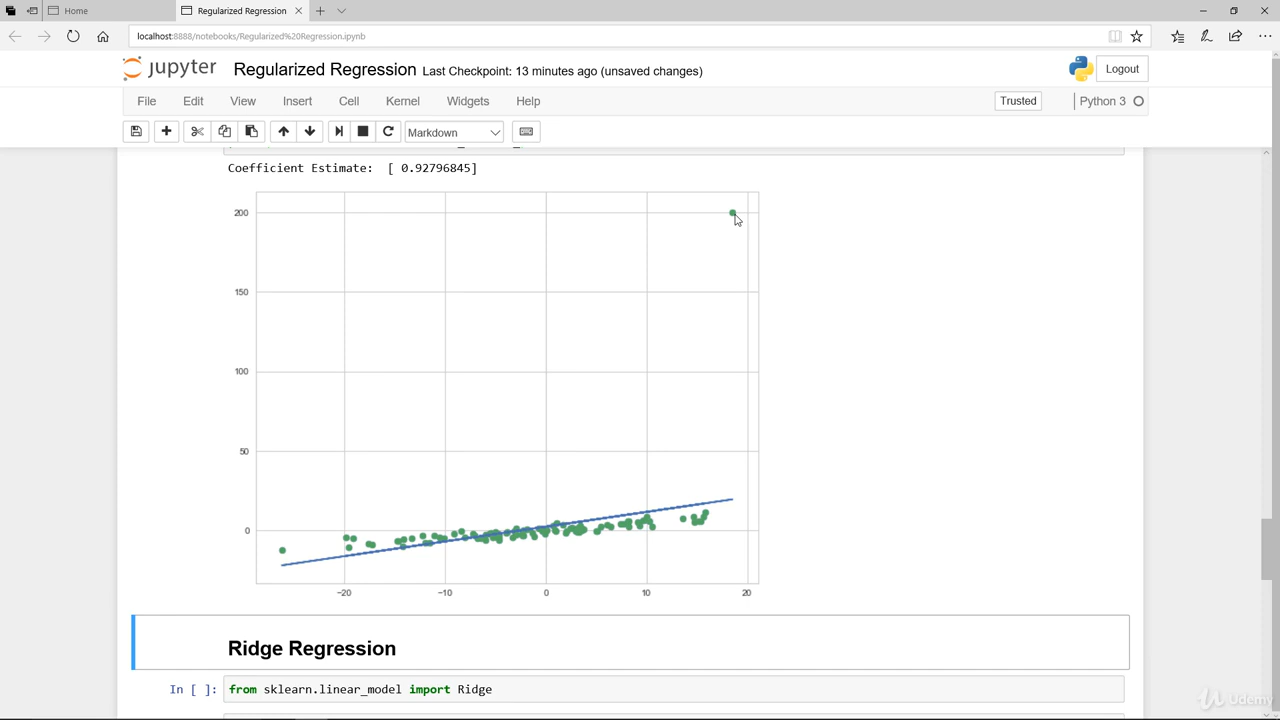 Home
Regularized Regression
localhost:8888/notebooks/Regularized%20Regression.ipynb
jupyter Regularized Regression Last Checkpoint: 13 minutes ago (unsaved changes)
Logout
File Edit View Insert Cell Kernel Widgets Help
Trusted
Python 3
Markdown
Coefficient Estimate: [ 0.92796845]
200
150
100
50
0
−20 −10 0 10 20
Ridge Regression
In [ ]: from sklearn.linear_model import Ridge
Udemy